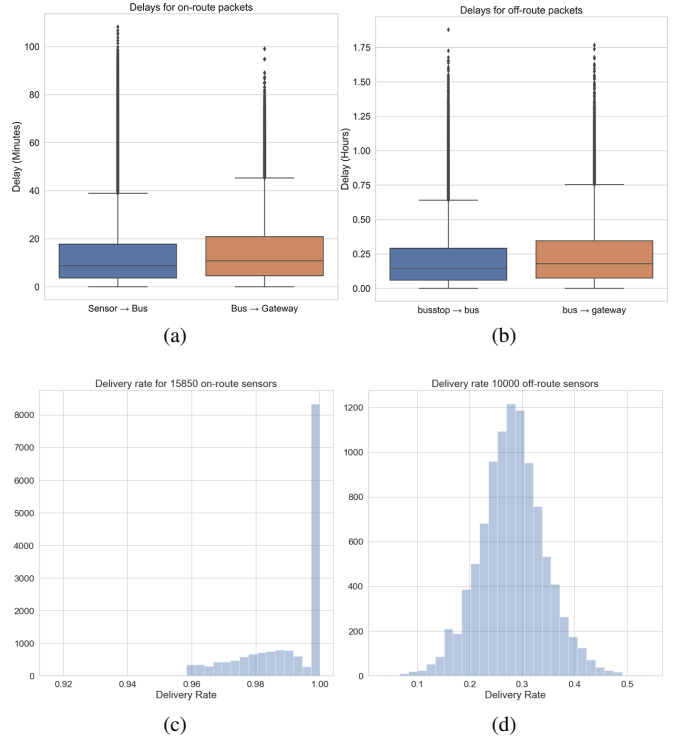 Delays for on-route packets
Delay (Minutes)
100
80
60
40
20
0
Sensor → Bus
Bus → Gateway
(a)
Delays for off-route packets
Delay (Hours)
1.75
1.50
1.25
1.00
0.75
0.50
0.25
0.00
busstop → bus
bus → gateway
(b)
Delivery rate for 15850 on-route sensors
8000
7000
6000
5000
4000
3000
2000
1000
0
0.92 0.94 0.96 0.98 1.00
Delivery Rate
(c)
Delivery rate 10000 off-route sensors
1200
1000
800
600
400
200
0
0.1 0.2 0.3 0.4 0.5
Delivery Rate
(d)